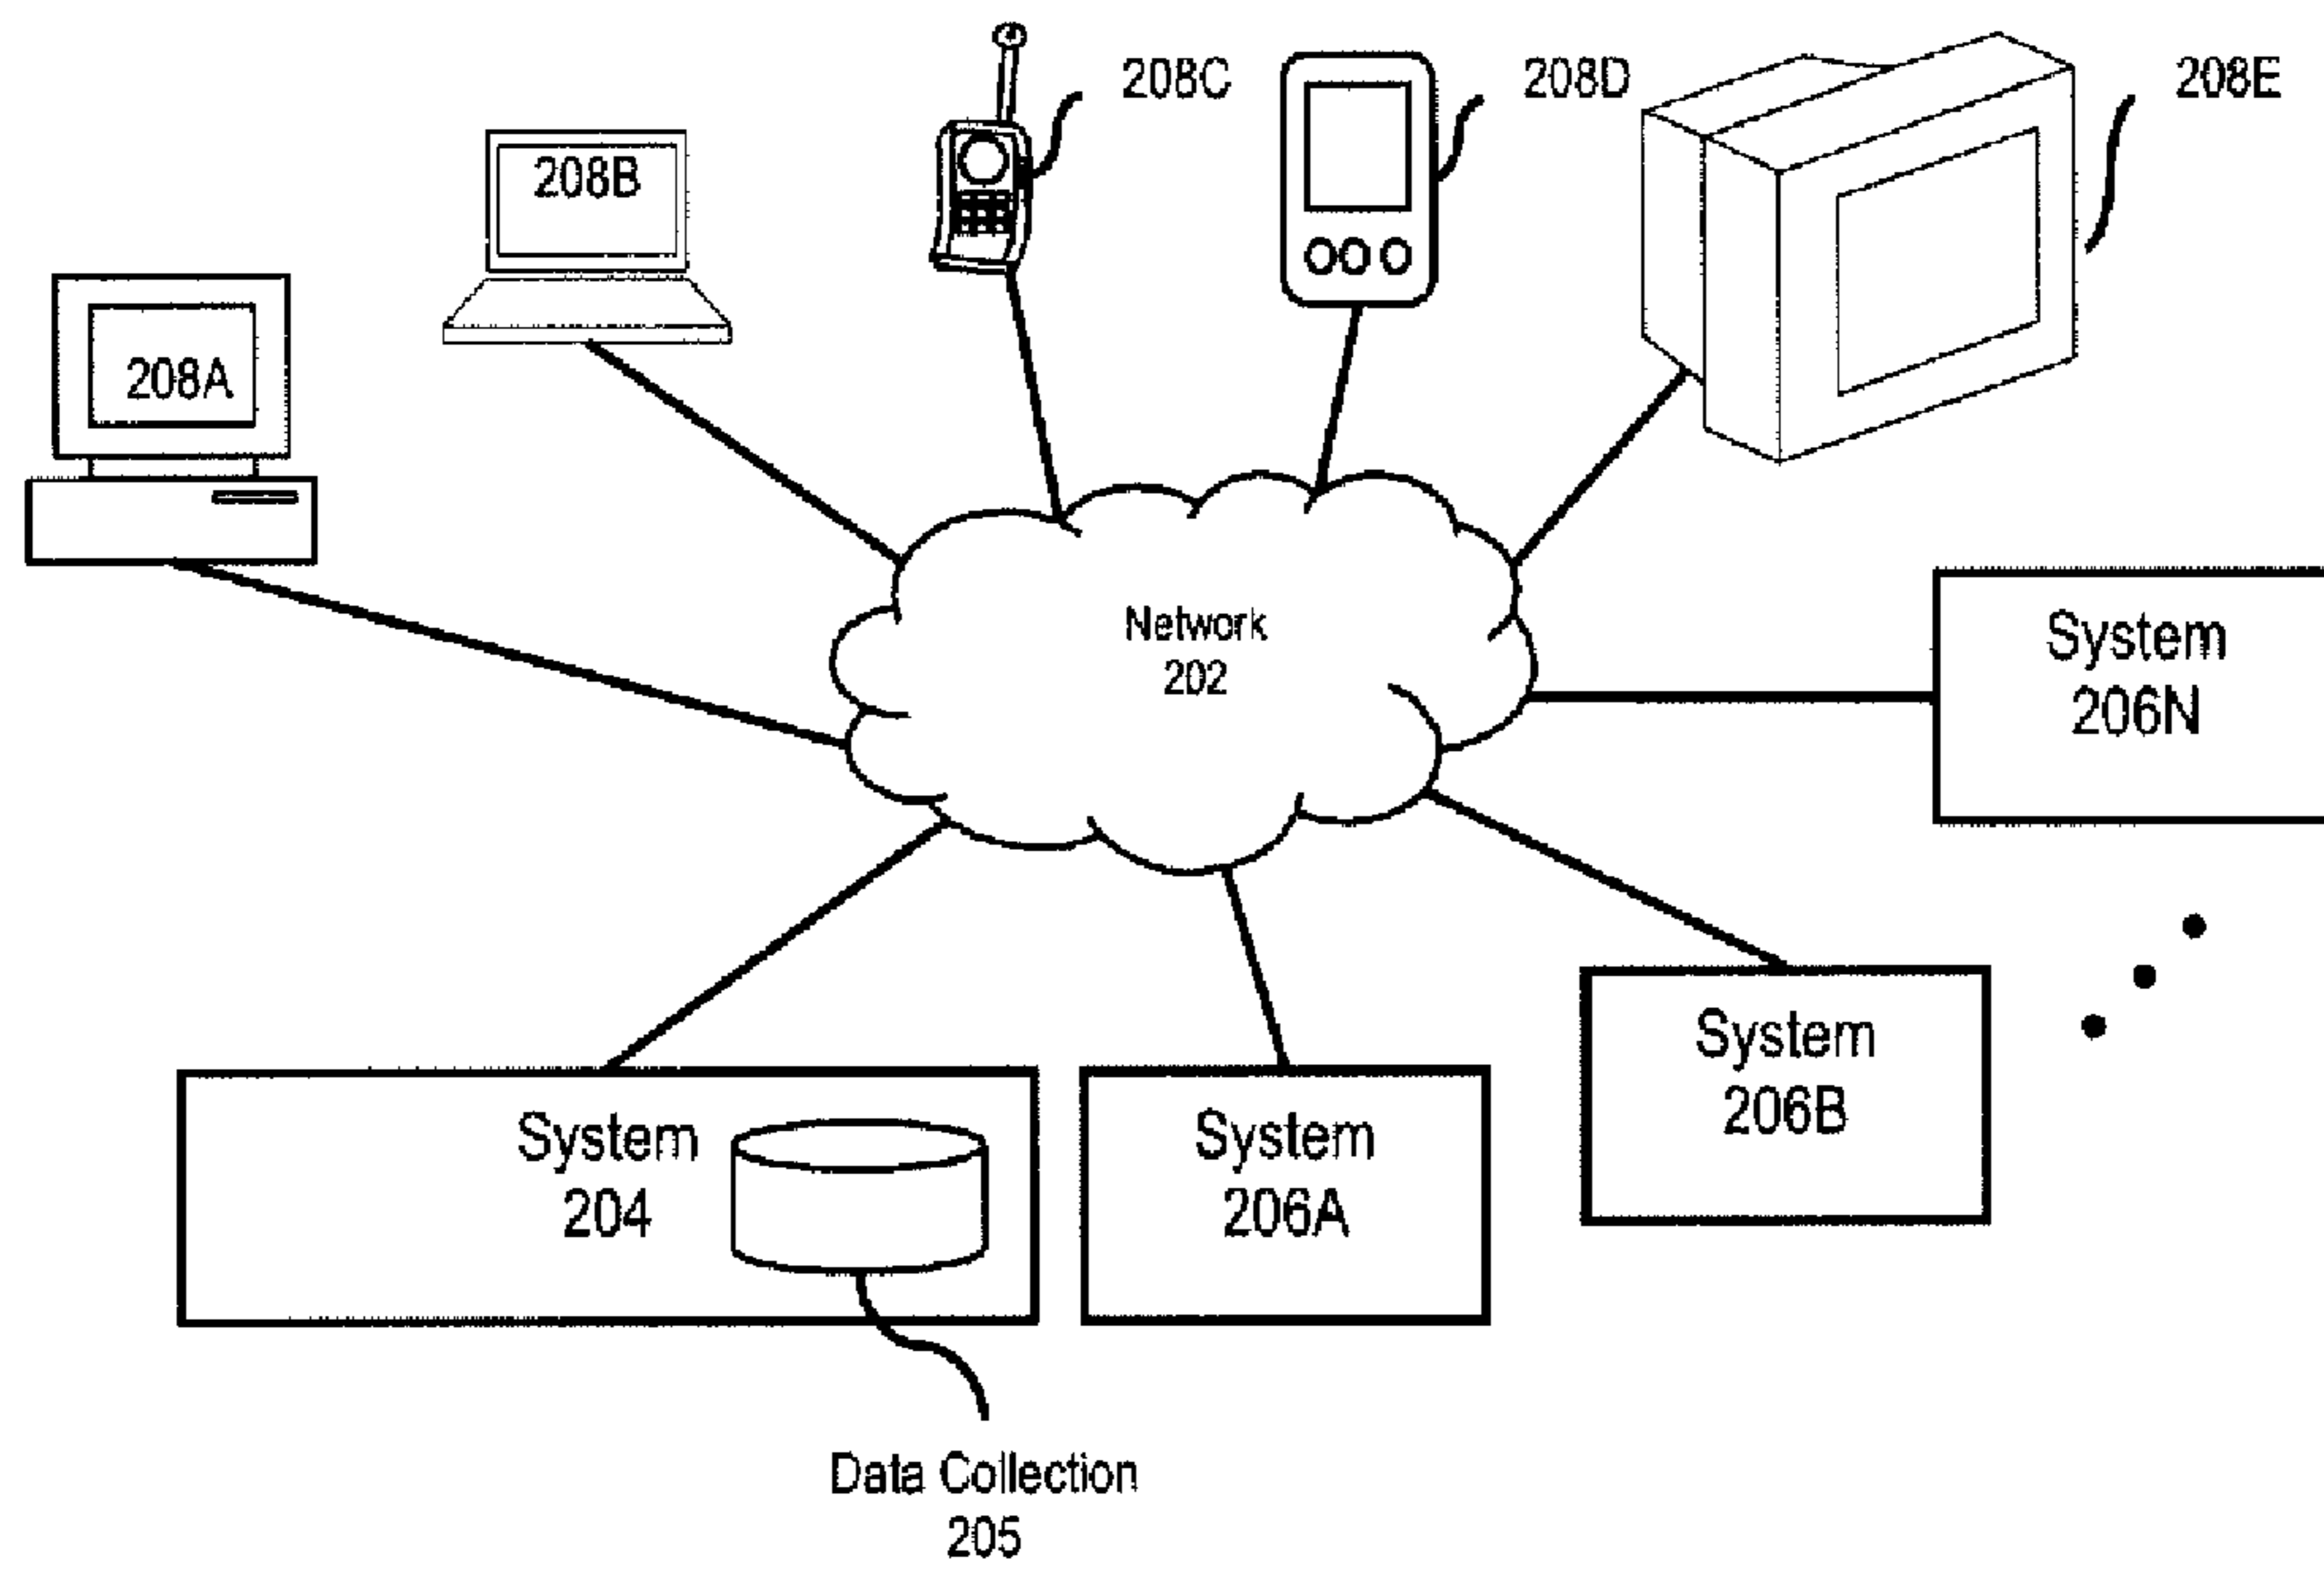 208C
208D
208E
208B
208A
Network
202
System
206N
System
206B
System
204
System
206A
Data Collection
205